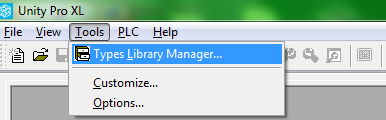 Unity Pro XL
File View Tools PLC Help
Types Library Manager...
Customize...
Options...